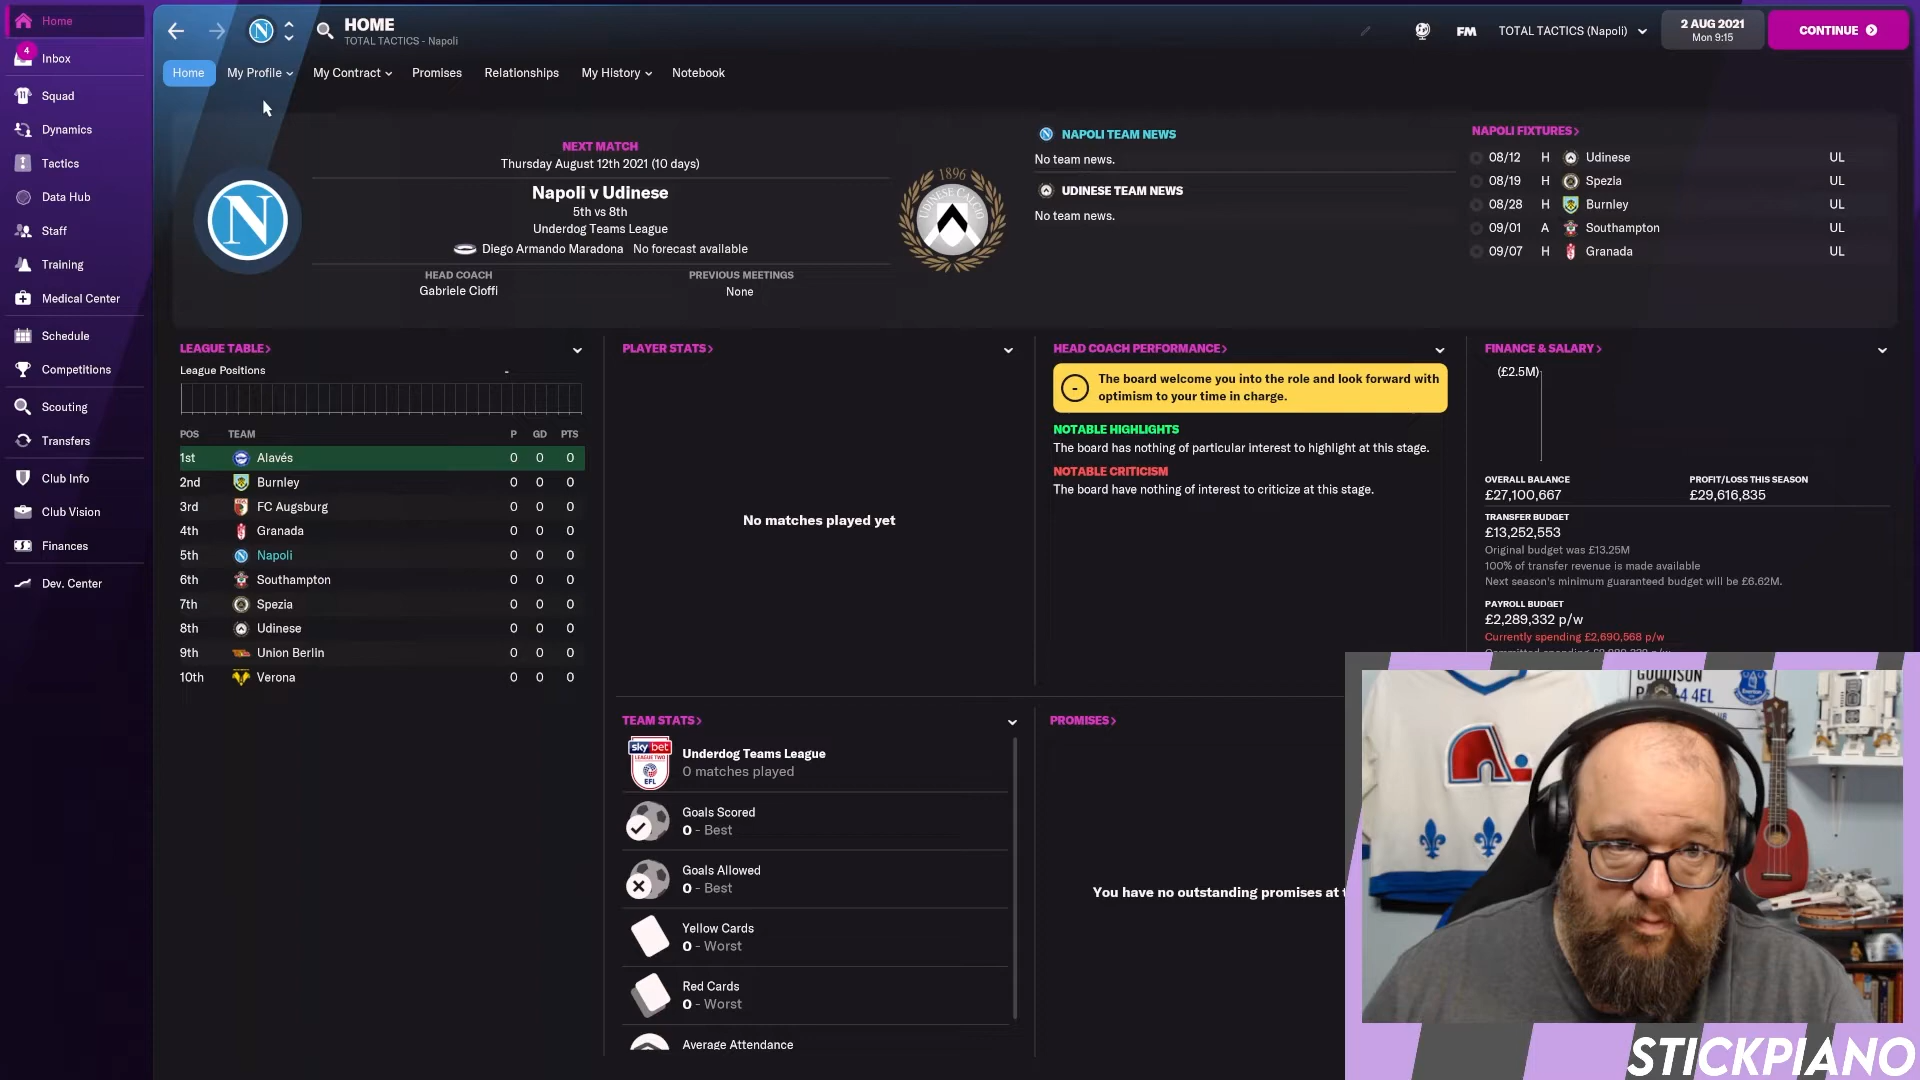 Home
4
Inbox
Squad
Dynamics
Tactics
Data Hub
Staff
Training
Medical Center
Schedule
Competitions
Scouting
Transfers
Club Info
Club Vision
Finances
Dev. Center
HOME
TOTAL TACTICS - Napoli
FM
TOTAL TACTICS (Napoli)
2 AUG 2021
Mon 9:15
CONTINUE
Home
My Profile
My Contract
Promises
Relationships
My History
Notebook
NEXT MATCH
Thursday August 12th 2021 (10 days)
Napoli v Udinese
5th vs 8th
Underdog Teams League
Diego Armando Maradona No forecast available
HEAD COACH
Gabriele Cioffi
PREVIOUS MEETINGS
None
N
1896
UDINESE CALCIO
NAPOLI TEAM NEWS
No team news.
UDINESE TEAM NEWS
No team news.
NAPOLI FIXTURES>
08/12 H Udinese UL
08/19 H Spezia UL
08/28 H Burnley UL
09/01 A Southampton UL
09/07 H Granada UL
LEAGUE TABLE>
League Positions -
POS TEAM P GD PTS
1st Alavés 0 0 0
2nd Burnley 0 0 0
3rd FC Augsburg 0 0 0
4th Granada 0 0 0
5th Napoli 0 0 0
6th Southampton 0 0 0
7th Spezia 0 0 0
8th Udinese 0 0 0
9th Union Berlin 0 0 0
10th Verona 0 0 0
PLAYER STATS>
No matches played yet
HEAD COACH PERFORMANCE>
- The board welcome you into the role and look forward with
optimism to your time in charge.
NOTABLE HIGHLIGHTS
The board has nothing of particular interest to highlight at this stage.
NOTABLE CRITICISM
The board have nothing of interest to criticize at this stage.
FINANCE & SALARY>
(£2.5M)
OVERALL BALANCE
£27,100,667
PROFIT/LOSS THIS SEASON
£29,616,835
TRANSFER BUDGET
£13,252,553
Original budget was £13.25M
100% of transfer revenue is made available
Next season's minimum guaranteed budget will be £6.62M.
PAYROLL BUDGET
£2,289,332 p/w
Currently spending £2,690,568 p/w
TEAM STATS>
sky bet
LEAGUE TWO
EFL
Underdog Teams League
0 matches played
Goals Scored
0 - Best
Goals Allowed
0 - Best
Yellow Cards
0 - Worst
Red Cards
0 - Worst
Average Attendance
PROMISES>
You have no outstanding promises at t
GOODISON
4 4EL
Everton
STICKPIANO